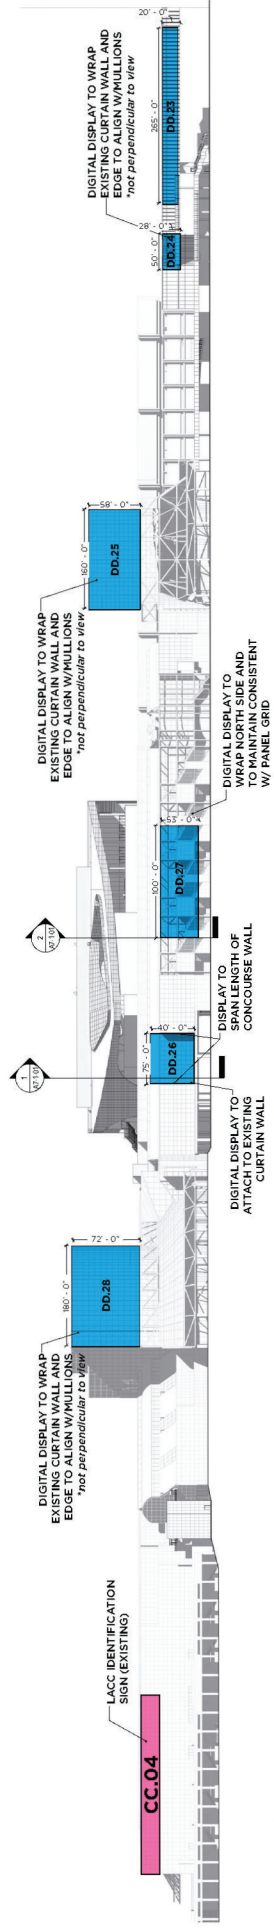 LACC IDENTIFICATION
SIGN (EXISTING)
CC.04
DIGITAL DISPLAY TO WRAP
EXISTING CURTAIN WALL AND
EDGE TO ALIGN W/MULLIONS
*not perpendicular to view
180' - 0"
72' - 0"
DD.28
1
A7-1-01
75' - 0"
40' - 0"
DD.26
DIGITAL DISPLAY TO
ATTACH TO EXISTING
CURTAIN WALL
DISPLAY TO
SPAN LENGTH OF
CONCOURSE WALL
2
A7-1-01
100' - 0"
53' - 0"
DD.27
DIGITAL DISPLAY TO
WRAP NORTH SIDE AND
TO MAINTAIN CONSISTENT
W/ PANEL GRID
DIGITAL DISPLAY TO WRAP
EXISTING CURTAIN WALL AND
EDGE TO ALIGN W/MULLIONS
*not perpendicular to view
160' - 0"
58' - 0"
DD.25
DIGITAL DISPLAY TO WRAP
EXISTING CURTAIN WALL AND
EDGE TO ALIGN W/MULLIONS
*not perpendicular to view
50' - 0"
28' - 0"
DD.24
265' - 0"
20' - 0"
DD.23